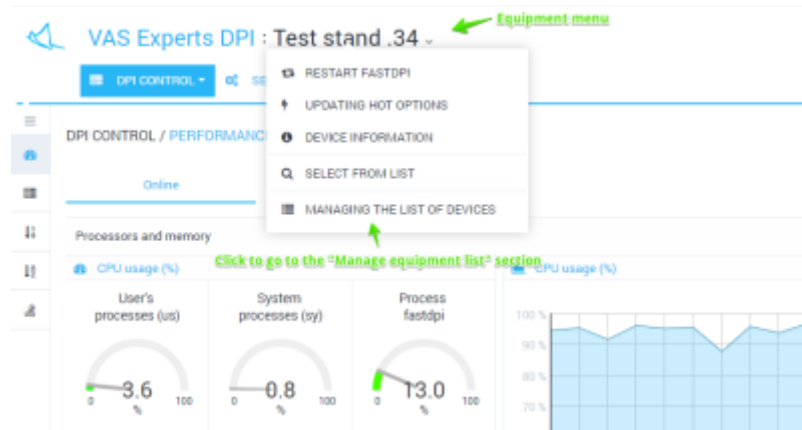 Equipment menu
VAS Experts DPI : Test stand .34
DPI CONTROL
SE
RESTART FASTDPI
UPDATING HOT OPTIONS
DEVICE INFORMATION
SELECT FROM LIST
MANAGING THE LIST OF DEVICES
DPI CONTROL / PERFORMANC
Online
Processors and memory
Click to go to the "Manage equipment list" section
CPU usage (%)
CPU usage (%)
User's
processes (us)
System
processes (sy)
Process
fastdpi
3.6
0
%
100
0.8
0
%
100
13.0
0
%
100
100 %
90 %
80 %
70 %